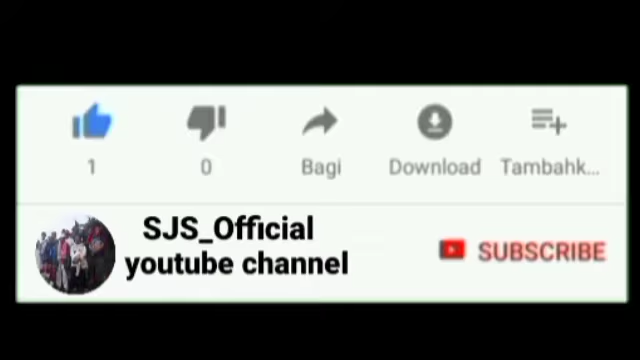 1 0 Bagi Download Tambahk...
SJS_Official
youtube channel
SUBSCRIBE